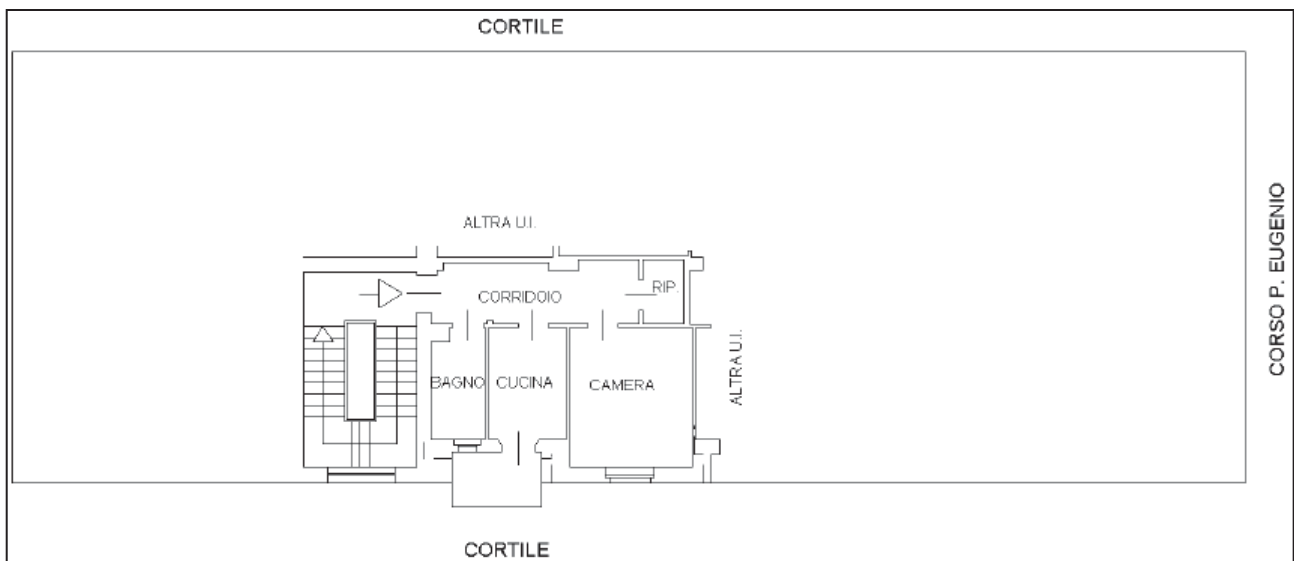 CORTILE
ALTRA U.I.
CORSO P. EUGENIO
RIP.
CORRIDOIO
ALTRA U.I.
BAGNO
CUCINA
CAMERA
CORTILE